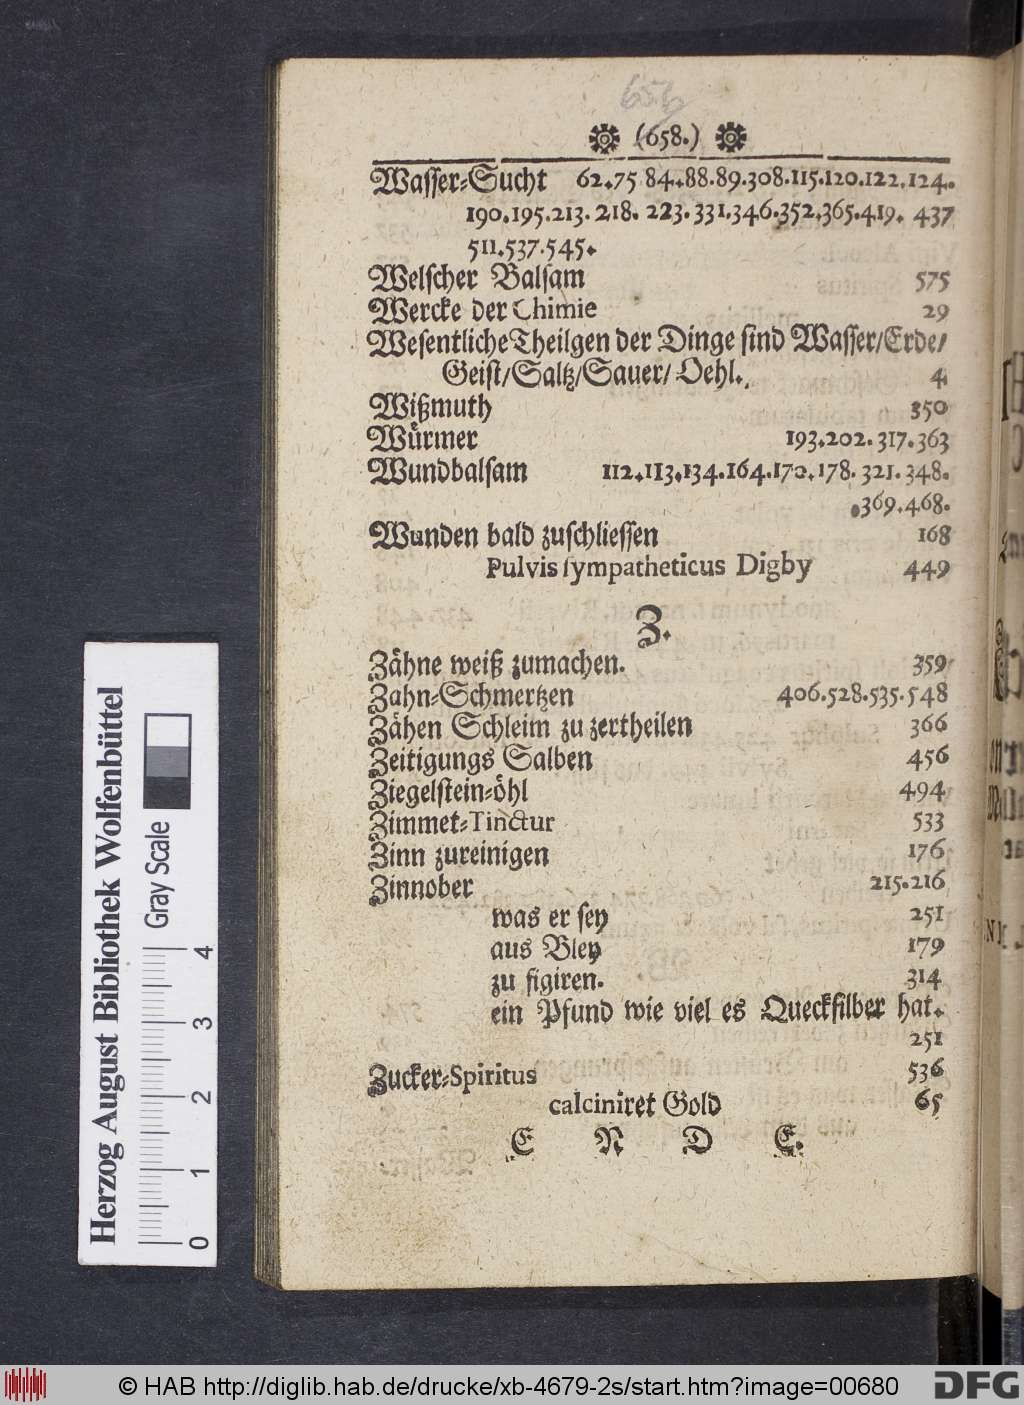 (658.)
Wasser-Sucht 62.75 84.88.89.308.115.120.122.124.
190.195.213. 218. 223. 331.346.352.365.419. 437
511.537.545.
Welscher Balsam 575
Wercke der Chimie 29
Wesentliche Theilgen der Dinge sind Wasser/Erde/
Geist/Saltz/Sauer/ Oehl. 4
Wißmuth 350
Würmer 193.202. 317. 363
Wundbalsam 112.113.134.164.170.178. 321. 348.
369.468.
Wunden bald zuschliessen 168
Pulvis sympatheticus Digby 449
Z.
Zähne weiß zumachen. 359
Zahn-Schmertzen 406.528.535.548
Zähen Schleim zu zertheilen 366
Zeitigungs Salben 456
Ziegelstein-öhl 494
Zimmet-Tinctur 533
Zinn zureinigen 176
Zinnober 215.216
was er sey 251
aus Bley 179
zu figiren. 314
ein Pfund wie viel es Quecksilber hat.
251
Zucker-Spiritus 536
calciniret Gold 65
E N D E.
Herzog August Bibliothek Wolfenbüttel
Gray Scale
0 1 2 3 4
© HAB http://diglib.hab.de/drucke/xb-4679-2s/start.htm?image=00680
DFG